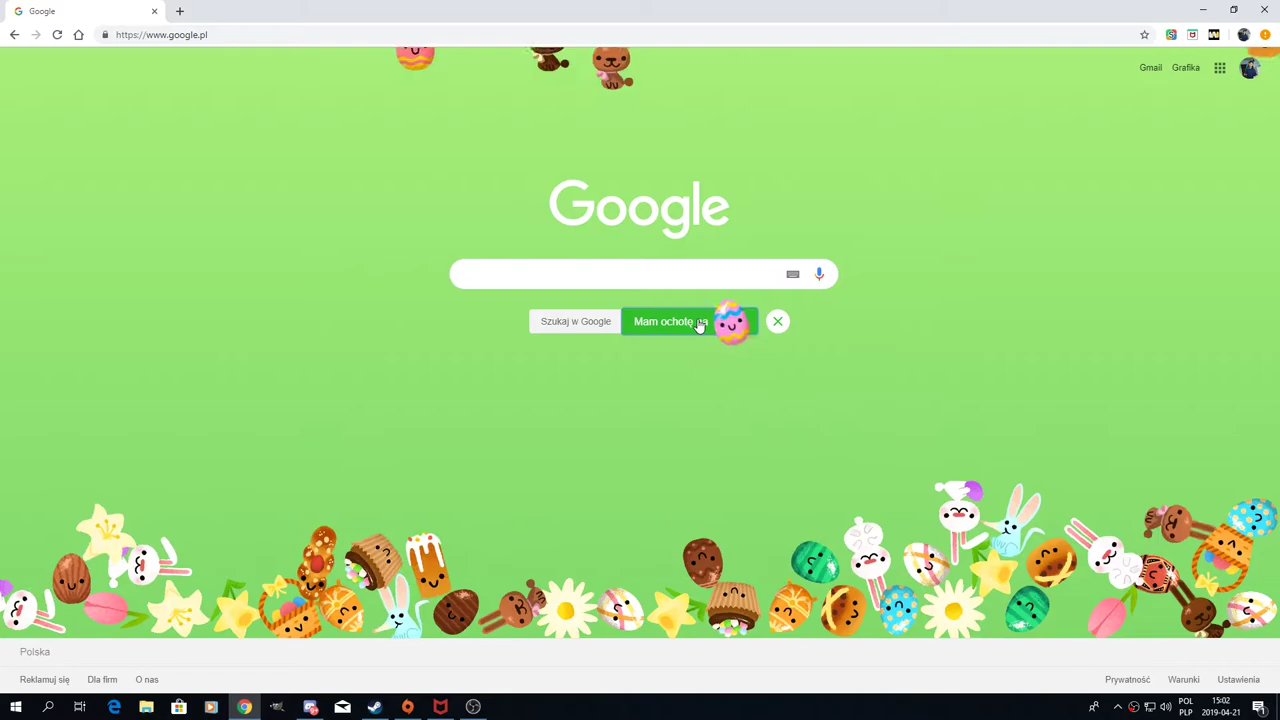 Google
https://www.google.pl
Gmail Grafika
Google
Szukaj w Google
Mam ochotę na
Polska
Reklamuj się Dla firm O nas
Prywatność Warunki Ustawienia
POL 15:02
PLP 2019-04-21